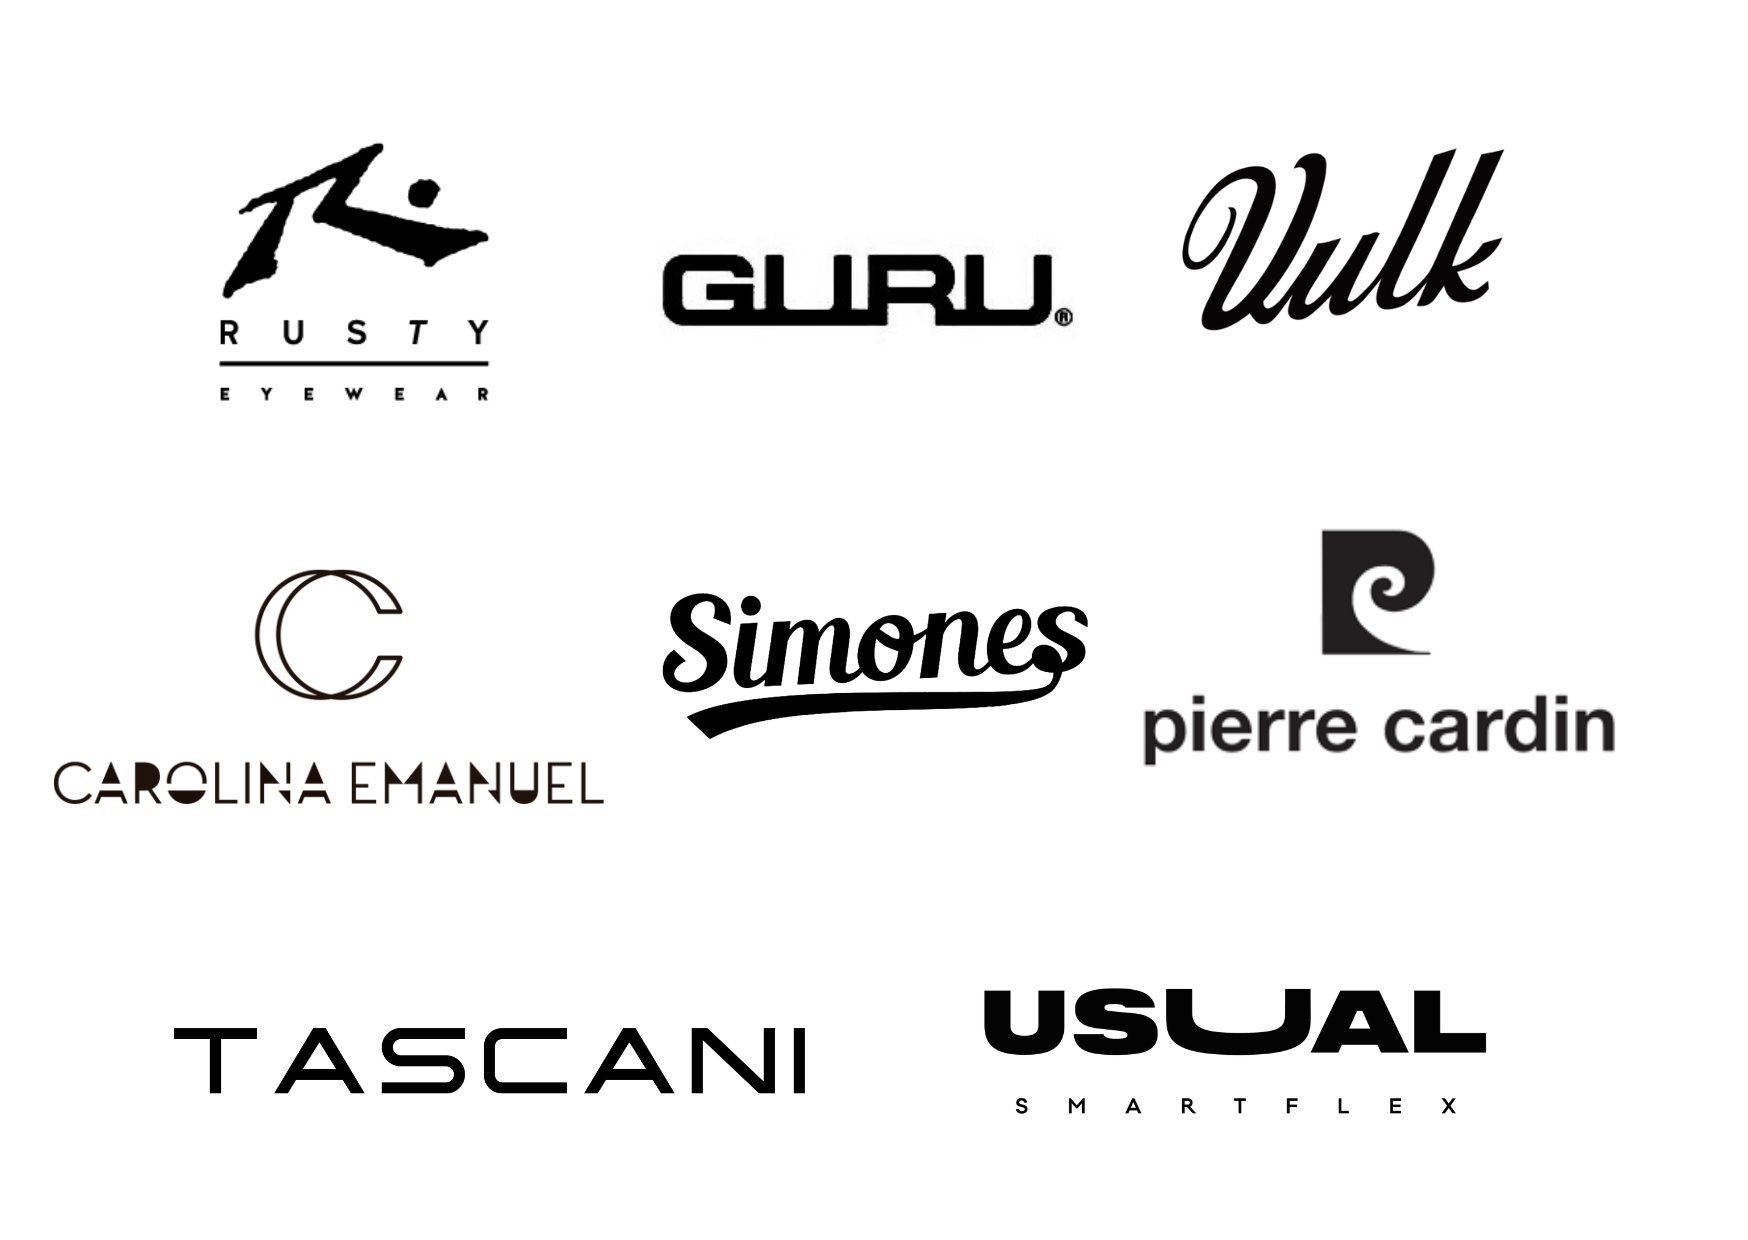 RUSTY
EYEWEAR
GURU®
Vulk
CAROLINA EMANUEL
Simones
pierre cardin
TASCANI
USUAL
SMARTFLEX